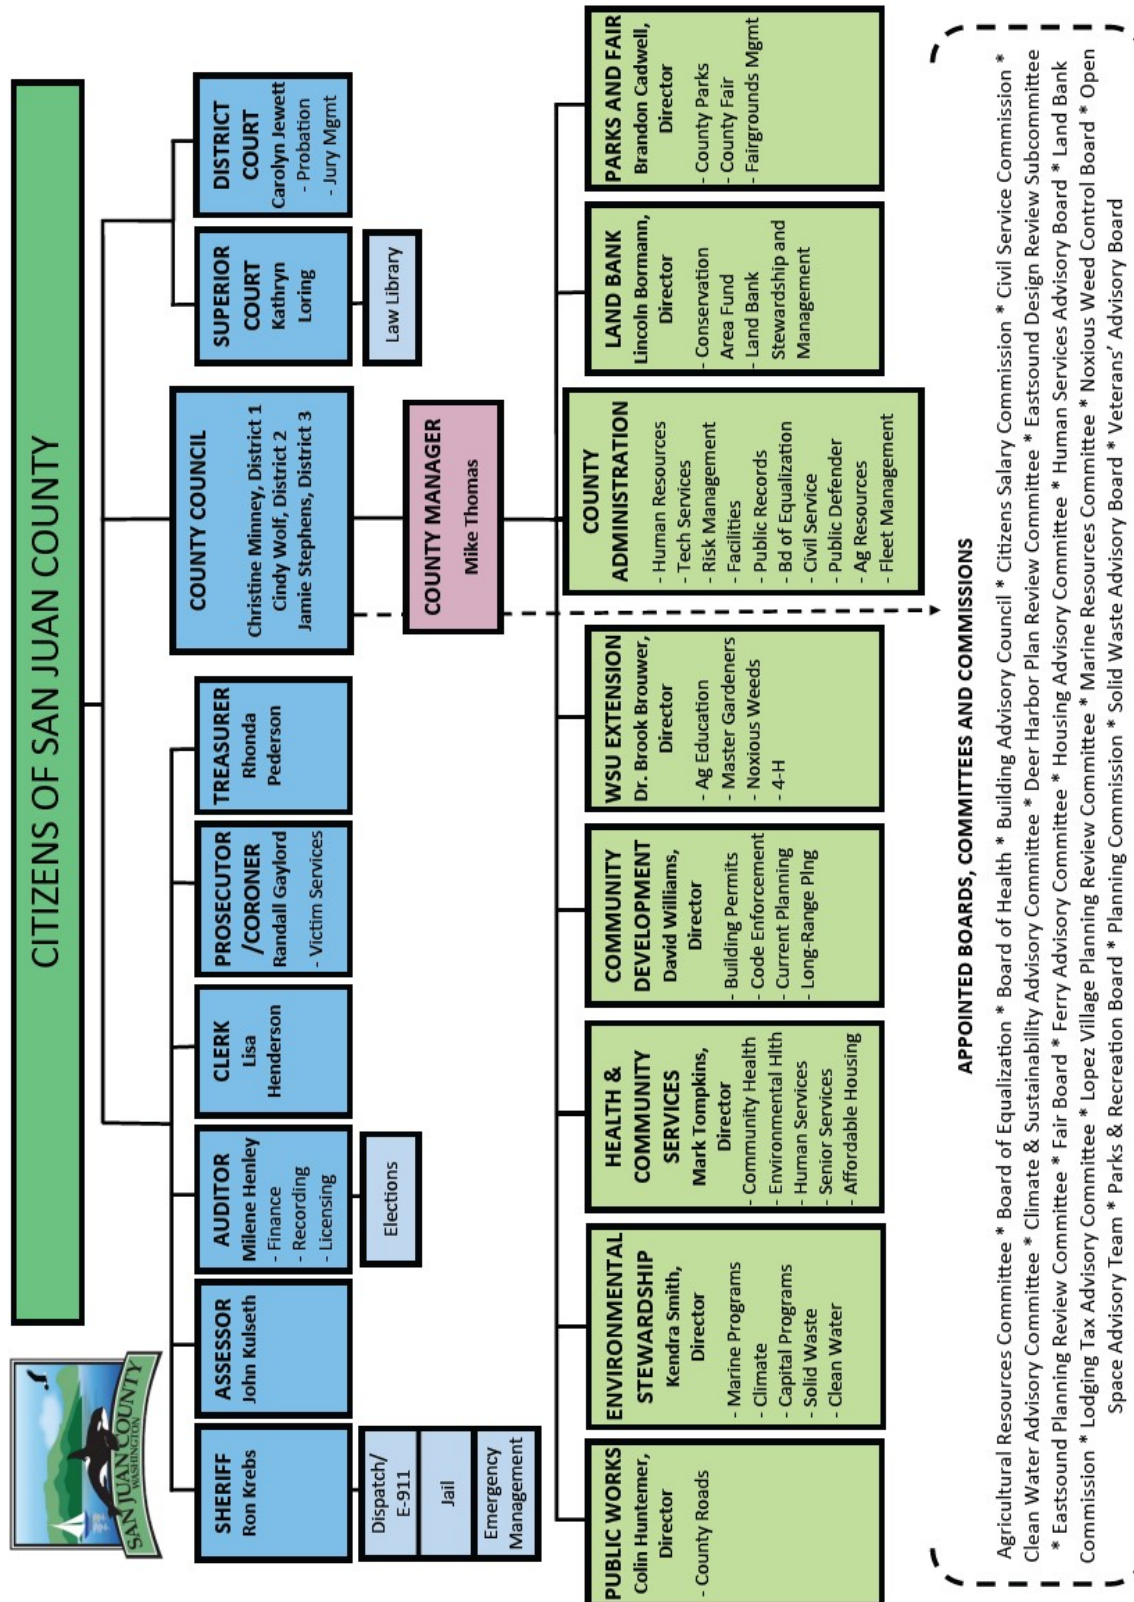 CITIZENS OF SAN JUAN COUNTY
SAN JUAN COUNTY
WASHINGTON
SHERIFF
Ron Krebs
Dispatch/
E-911
Jail
Emergency
Management
ASSESSOR
John Kulseth
AUDITOR
Milene Henley
- Finance
- Recording
- Licensing
Elections
CLERK
Lisa
Henderson
PROSECUTOR
/CORONER
Randall Gaylord
- Victim Services
TREASURER
Rhonda
Pederson
COUNTY COUNCIL
Christine Minney, District 1
Cindy Wolf, District 2
Jamie Stephens, District 3
SUPERIOR
COURT
Kathryn
Loring
Law Library
DISTRICT
COURT
Carolyn Jewett
- Probation
- Jury Mgmt
COUNTY MANAGER
Mike Thomas
PUBLIC WORKS
Colin Huntemer,
Director
- County Roads
ENVIRONMENTAL
STEWARDSHIP
Kendra Smith,
Director
- Marine Programs
- Climate
- Capital Programs
- Solid Waste
- Clean Water
HEALTH &
COMMUNITY
SERVICES
Mark Tompkins,
Director
- Community Health
- Environmental Hlth
- Human Services
- Senior Services
- Affordable Housing
COMMUNITY
DEVELOPMENT
David Williams,
Director
- Building Permits
- Code Enforcement
- Current Planning
- Long-Range Plng
WSU EXTENSION
Dr. Brook Brouwer,
Director
- Ag Education
- Master Gardeners
- Noxious Weeds
- 4-H
COUNTY
ADMINISTRATION
- Human Resources
- Tech Services
- Risk Management
- Facilities
- Public Records
- Bd of Equalization
- Civil Service
- Public Defender
- Ag Resources
- Fleet Management
LAND BANK
Lincoln Bormann,
Director
- Conservation
Area Fund
- Land Bank
Stewardship and
Management
PARKS AND FAIR
Brandon Cadwell,
Director
- County Parks
- County Fair
- Fairgrounds Mgmt
APPOINTED BOARDS, COMMITTEES AND COMMISSIONS
Agricultural Resources Committee * Board of Equalization * Board of Health * Building Advisory Council * Citizens Salary Commission * Civil Service Commission *
Clean Water Advisory Committee * Climate & Sustainability Advisory Committee * Deer Harbor Plan Review Committee * Eastsound Design Review Subcommittee
* Eastsound Planning Review Committee * Fair Board * Ferry Advisory Committee * Housing Advisory Committee * Human Services Advisory Board * Land Bank
Commission * Lodging Tax Advisory Committee * Lopez Village Planning Review Committee * Marine Resources Committee * Noxious Weed Control Board * Open
Space Advisory Team * Parks & Recreation Board * Planning Commission * Solid Waste Advisory Board * Veterans' Advisory Board